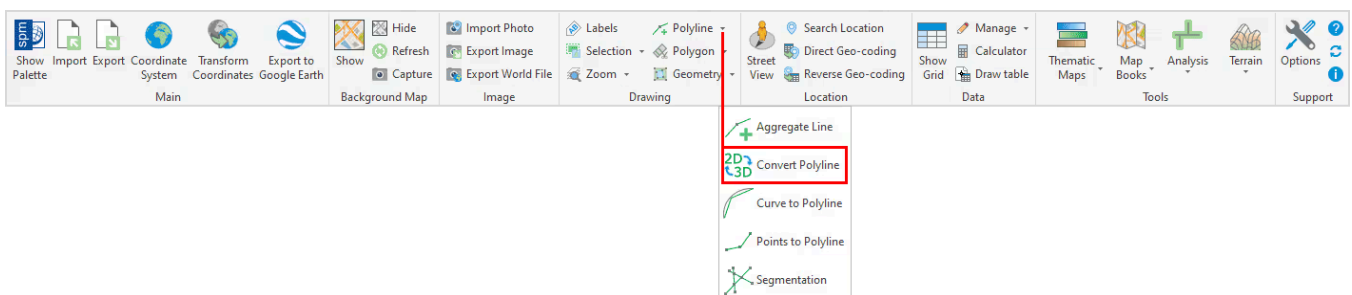 spm
Show Palette
Import
Export
Coordinate System
Transform Coordinates
Export to Google Earth
Main
Show
Hide
Refresh
Capture
Background Map
Import Photo
Export Image
Export World File
Image
Labels
Selection
Zoom
Polyline
Polygon
Geometry
Drawing
Street View
Search Location
Direct Geo-coding
Reverse Geo-coding
Location
Show Grid
Manage
Calculator
Draw table
Data
Thematic Maps
Map Books
Analysis
Terrain
Tools
Options
Support
Aggregate Line
2D
3D
Convert Polyline
Curve to Polyline
Points to Polyline
Segmentation